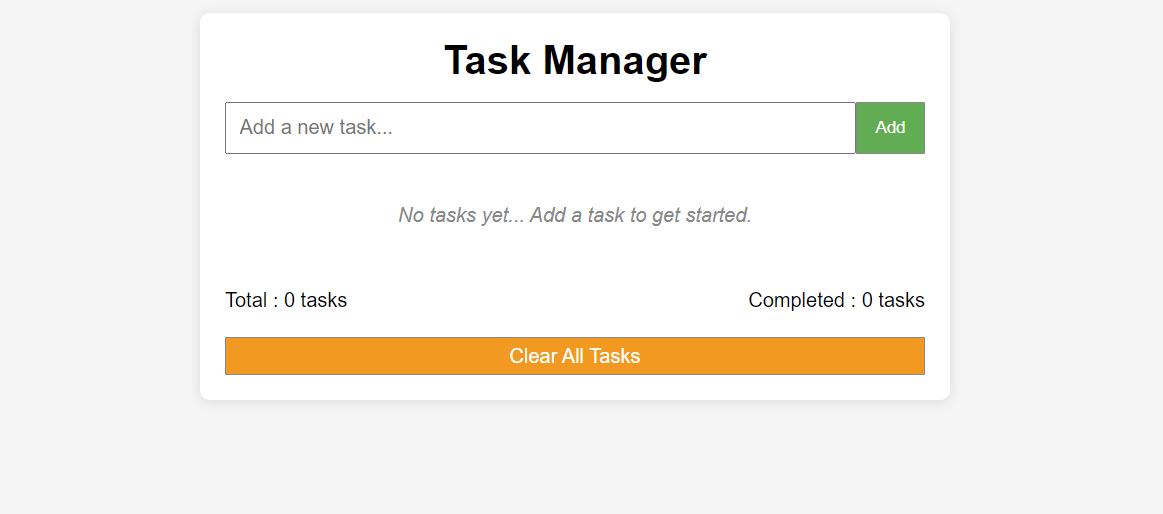 Task Manager
Add a new task...
Add
No tasks yet... Add a task to get started.
Total : 0 tasks
Completed : 0 tasks
Clear All Tasks